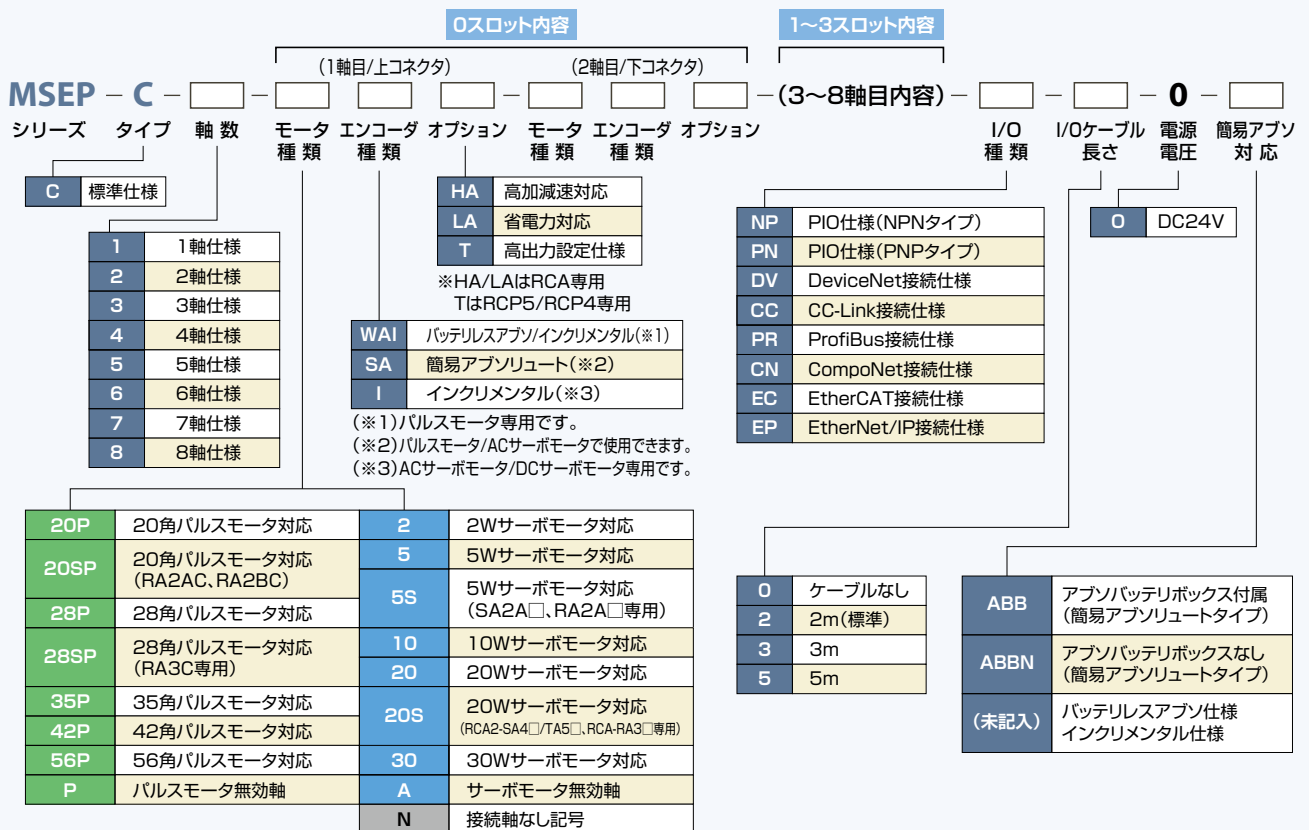 0スロット内容
1~3スロット内容
(1軸目/上コネクタ)
(2軸目/下コネクタ)
MSEP － C － － － －(3~8軸目内容)－ － － 0 －
シリーズ タイプ 軸 数 モータ エンコーダ オプション モータ エンコーダ オプション I/O I/Oケーブル 電源 簡易アブソ
種 類 種 類 種 類 種 類 種 類 長さ 電圧 対 応
C 標準仕様
1 1軸仕様
2 2軸仕様
3 3軸仕様
4 4軸仕様
5 5軸仕様
6 6軸仕様
7 7軸仕様
8 8軸仕様
HA 高加減速対応
LA 省電力対応
T 高出力設定仕様
※HA/LAはRCA専用
TはRCP5/RCP4専用
WAI バッテリレスアブソ/インクリメンタル(※1)
SA 簡易アブソリュート(※2)
I インクリメンタル(※3)
(※1)パルスモータ専用です。
(※2)パルスモータ/ACサーボモータで使用できます。
(※3)ACサーボモータ/DCサーボモータ専用です。
NP PIO仕様(NPNタイプ)
PN PIO仕様(PNPタイプ)
DV DeviceNet接続仕様
CC CC-Link接続仕様
PR ProfiBus接続仕様
CN CompoNet接続仕様
EC EtherCAT接続仕様
EP EtherNet/IP接続仕様
0 DC24V
20P 20角パルスモータ対応
20SP 20角パルスモータ対応
(RA2AC、RA2BC)
28P 28角パルスモータ対応
28SP 28角パルスモータ対応
(RA3C専用)
35P 35角パルスモータ対応
42P 42角パルスモータ対応
56P 56角パルスモータ対応
P パルスモータ無効軸
2 2Wサーボモータ対応
5 5Wサーボモータ対応
5S 5Wサーボモータ対応
(SA2A□、RA2A□専用)
10 10Wサーボモータ対応
20 20Wサーボモータ対応
20S 20Wサーボモータ対応
(RCA2-SA4□/TA5□、RCA-RA3□専用)
30 30Wサーボモータ対応
A サーボモータ無効軸
N 接続軸なし記号
0 ケーブルなし
2 2m(標準)
3 3m
5 5m
ABB アブソバッテリボックス付属
(簡易アブソリュートタイプ)
ABBN アブソバッテリボックスなし
(簡易アブソリュートタイプ)
(未記入) バッテリレスアブソ仕様
インクリメンタル仕様